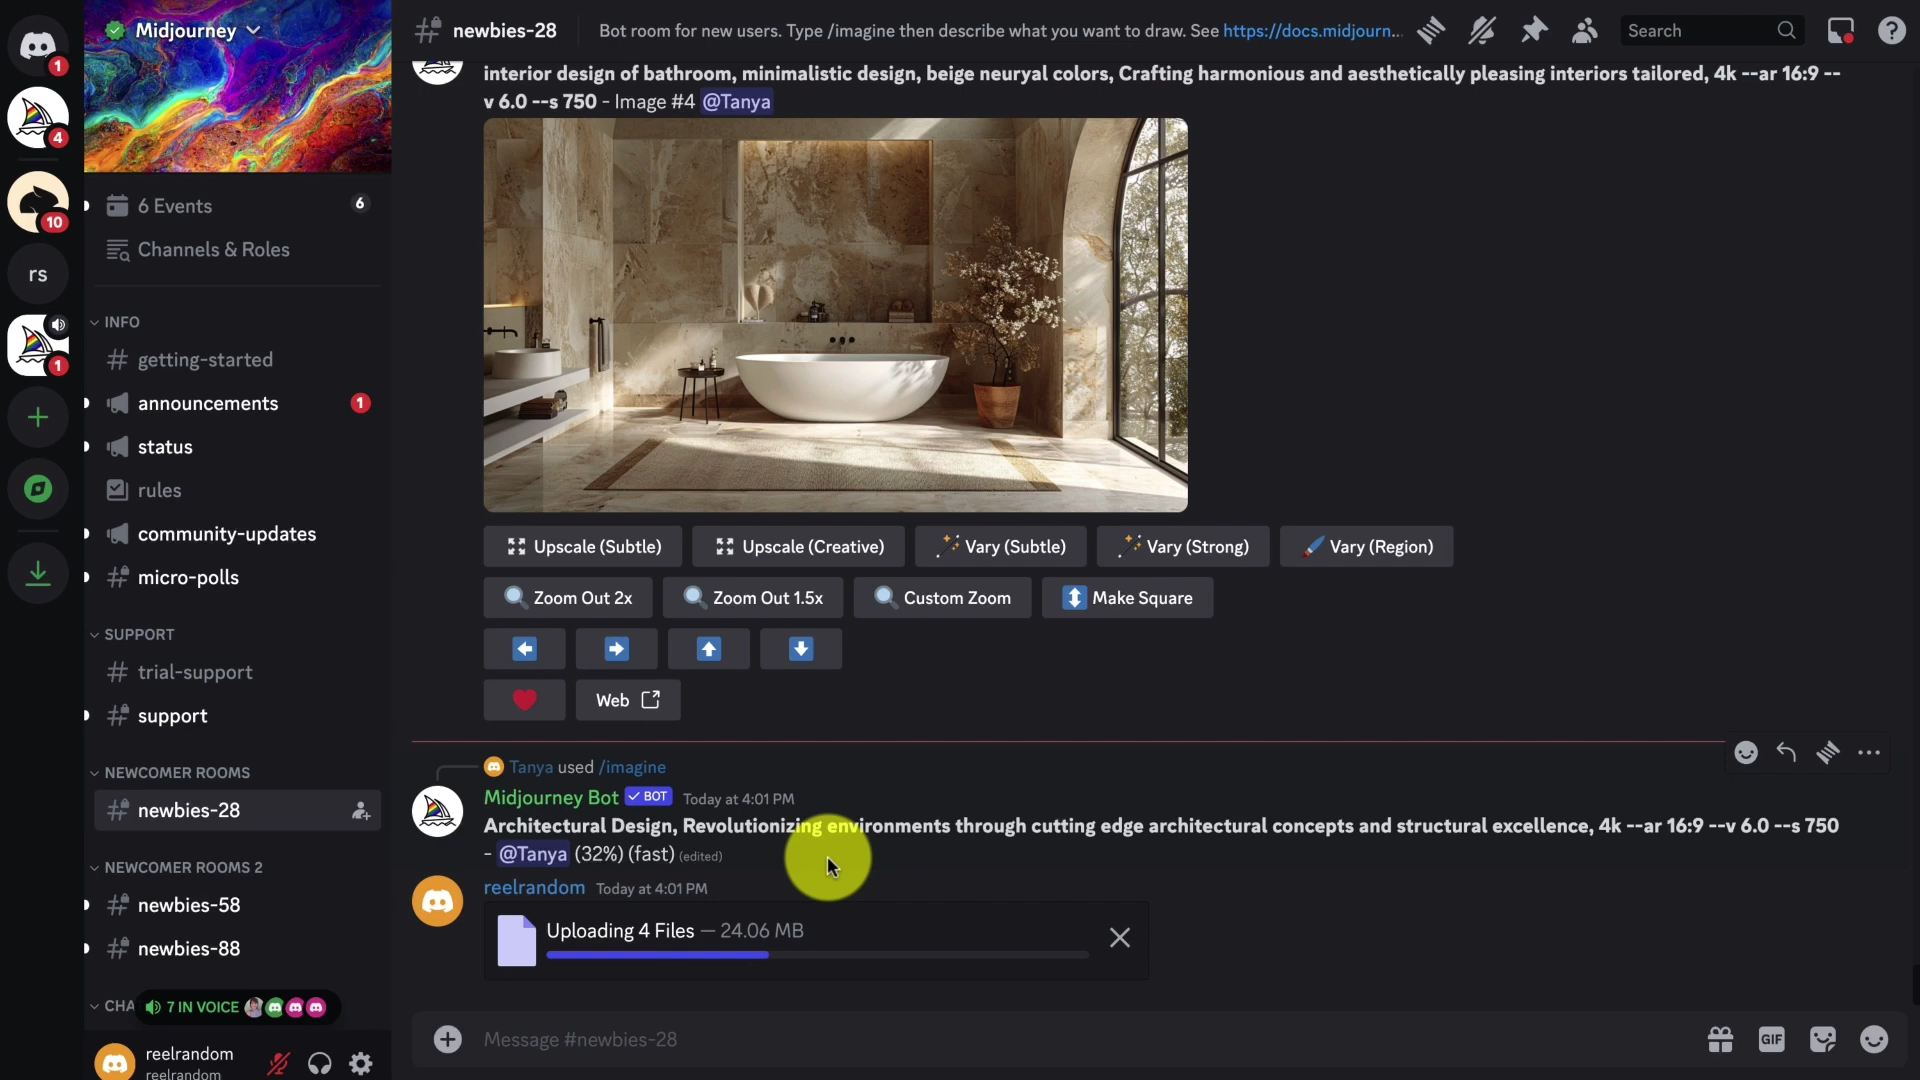 Midjourney
newbies-28
Bot room for new users. Type /imagine then describe what you want to draw. See https://docs.midjourn...
Search
1
4
10
rs
1
6 Events
6
Channels & Roles
INFO
getting-started
announcements
1
status
rules
community-updates
micro-polls
SUPPORT
trial-support
support
NEWCOMER ROOMS
newbies-28
NEWCOMER ROOMS 2
newbies-58
newbies-88
CHA
7 IN VOICE
reelrandom
reelrandom
interior design of bathroom, minimalistic design, beige neuryal colors, Crafting harmonious and aesthetically pleasing interiors tailored, 4k --ar 16:9 --
v 6.0 --s 750 - Image #4 @Tanya
Upscale (Subtle)
Upscale (Creative)
Vary (Subtle)
Vary (Strong)
Vary (Region)
Zoom Out 2x
Zoom Out 1.5x
Custom Zoom
Make Square
Web
Tanya used /imagine
Midjourney Bot ✓ BOT Today at 4:01 PM
Architectural Design, Revolutionizing environments through cutting edge architectural concepts and structural excellence, 4k --ar 16:9 --v 6.0 --s 750
- @Tanya (32%) (fast) (edited)
reelrandom Today at 4:01 PM
Uploading 4 Files — 24.06 MB
Message #newbies-28
GIF